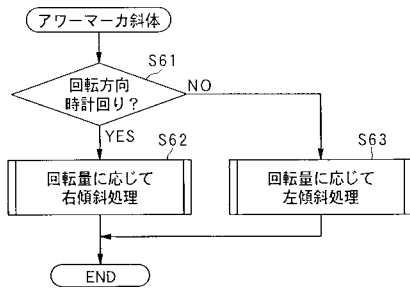 アワーマーカ斜体
S61
回転方向
時計回り？
NO
YES
S62
回転量に応じて
右傾斜処理
S63
回転量に応じて
左傾斜処理
END